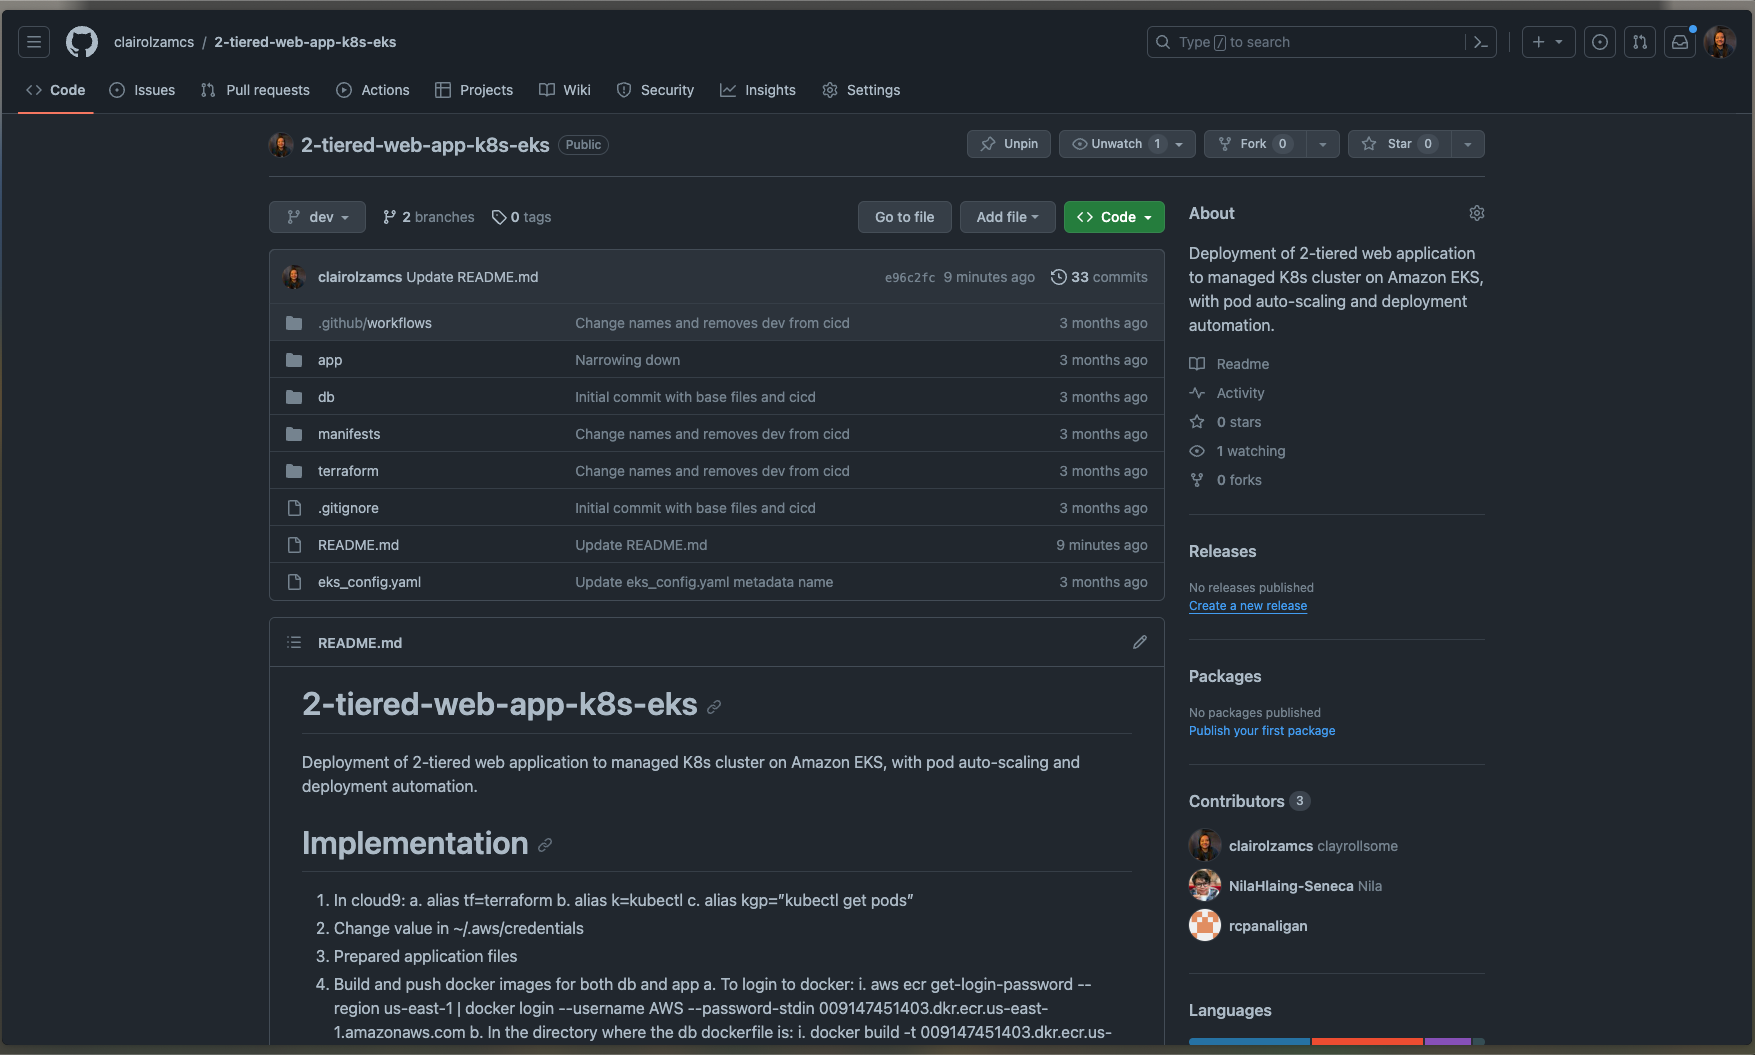 clairolzamcs / 2-tiered-web-app-k8s-eks
Type / to search
Code Issues Pull requests Actions Projects Wiki Security Insights Settings
2-tiered-web-app-k8s-eks Public
Unpin Unwatch 1 Fork 0 Star 0
dev 2 branches 0 tags Go to file Add file Code
clairolzamcs Update README.md e96c2fc 9 minutes ago 33 commits
.github/workflows Change names and removes dev from cicd 3 months ago
app Narrowing down 3 months ago
db Initial commit with base files and cicd 3 months ago
manifests Change names and removes dev from cicd 3 months ago
terraform Change names and removes dev from cicd 3 months ago
.gitignore Initial commit with base files and cicd 3 months ago
README.md Update README.md 9 minutes ago
eks_config.yaml Update eks_config.yaml metadata name 3 months ago
README.md
2-tiered-web-app-k8s-eks
Deployment of 2-tiered web application to managed K8s cluster on Amazon EKS, with pod auto-scaling and
deployment automation.
Implementation
1. In cloud9: a. alias tf=terraform b. alias k=kubectl c. alias kgp=”kubectl get pods”
2. Change value in ~/.aws/credentials
3. Prepared application files
4. Build and push docker images for both db and app a. To login to docker: i. aws ecr get-login-password --
region us-east-1 | docker login --username AWS --password-stdin 009147451403.dkr.ecr.us-east-
1.amazonaws.com b. In the directory where the db dockerfile is: i. docker build -t 009147451403.dkr.ecr.us-
About
Deployment of 2-tiered web application
to managed K8s cluster on Amazon EKS,
with pod auto-scaling and deployment
automation.
Readme
Activity
0 stars
1 watching
0 forks
Releases
No releases published
Create a new release
Packages
No packages published
Publish your first package
Contributors 3
clairolzamcs clayrollsome
NilaHlaing-Seneca Nila
rcpanaligan
Languages